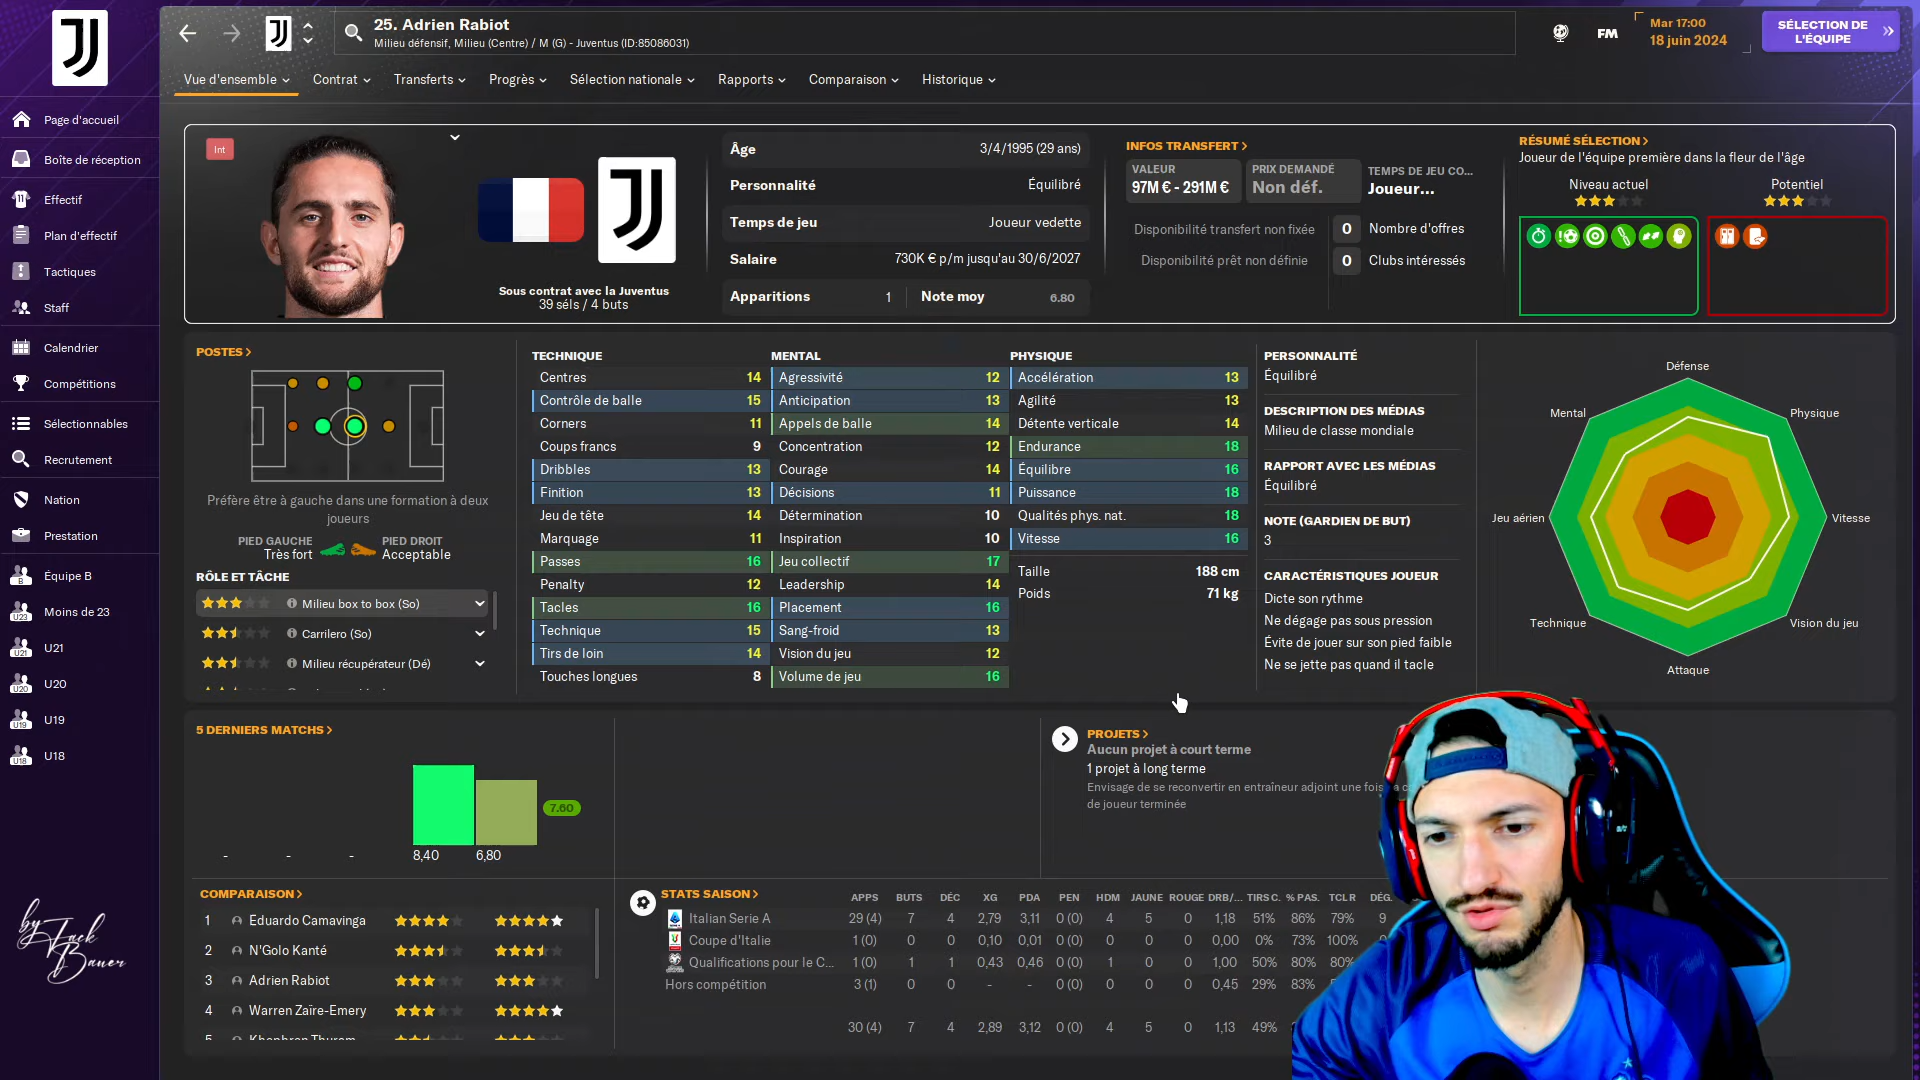 25. Adrien Rabiot
Milieu défensif, Milieu (Centre) / M (G) - Juventus (ID:85086031)
FM
Mar 17:00
18 juin 2024
SÉLECTION DE
L'ÉQUIPE
Vue d'ensemble
Contrat
Transferts
Progrès
Sélection nationale
Rapports
Comparaison
Historique
Page d'accueil
Boîte de réception
Effectif
Plan d'effectif
Tactiques
Staff
Calendrier
Compétitions
Sélectionnables
Recrutement
Nation
Prestation
Équipe B
Moins de 23
U21
U20
U19
U18
by Jack Bauer
Int
Sous contrat avec la Juventus
39 séls / 4 buts
Âge 3/4/1995 (29 ans)
Personnalité Équilibré
Temps de jeu Joueur vedette
Salaire 730K € p/m jusqu'au 30/6/2027
Apparitions 1 Note moy 6.80
INFOS TRANSFERT
VALEUR
97M € - 291M €
PRIX DEMANDÉ
Non déf.
TEMPS DE JEU CO...
Joueur...
Disponibilité transfert non fixée
Disponibilité prêt non définie
0 Nombre d'offres
0 Clubs intéressés
RÉSUMÉ SÉLECTION
Joueur de l'équipe première dans la fleur de l'âge
Niveau actuel
Potentiel
POSTES
Préfère être à gauche dans une formation à deux
joueurs
PIED GAUCHE
Très fort
PIED DROIT
Acceptable
RÔLE ET TÂCHE
Milieu box to box (So)
Carrilero (So)
Milieu récupérateur (Dé)
TECHNIQUE
Centres 14
Contrôle de balle 15
Corners 11
Coups francs 9
Dribbles 13
Finition 13
Jeu de tête 14
Marquage 11
Passes 16
Penalty 12
Tacles 16
Technique 15
Tirs de loin 14
Touches longues 8
MENTAL
Agressivité 12
Anticipation 13
Appels de balle 14
Concentration 12
Courage 14
Décisions 11
Détermination 10
Inspiration 10
Jeu collectif 17
Leadership 14
Placement 16
Sang-froid 13
Vision du jeu 12
Volume de jeu 16
PHYSIQUE
Accélération 13
Agilité 13
Détente verticale 14
Endurance 18
Équilibre 16
Puissance 18
Qualités phys. nat. 18
Vitesse 16
Taille 188 cm
Poids 71 kg
PERSONNALITÉ
Équilibré
DESCRIPTION DES MÉDIAS
Milieu de classe mondiale
RAPPORT AVEC LES MÉDIAS
Équilibré
NOTE (GARDIEN DE BUT)
3
CARACTÉRISTIQUES JOUEUR
Dicte son rythme
Ne dégage pas sous pression
Évite de jouer sur son pied faible
Ne se jette pas quand il tacle
Défense
Mental
Physique
Jeu aérien
Vitesse
Technique
Vision du jeu
Attaque
5 DERNIERS MATCHS
- - - 8,40 6,80
7.60
PROJETS
Aucun projet à court terme
1 projet à long terme
Envisage de se reconvertir en entraîneur adjoint une fois
de joueur terminée
COMPARAISON
1 Eduardo Camavinga
2 N'Golo Kanté
3 Adrien Rabiot
4 Warren Zaïre-Emery
5 Khephren Thuram
STATS SAISON APPS BUTS DÉC XG PDA PEN HDM JAUNE ROUGE DRB/... TIRS C. % PAS. TCL R DÉG.
Italian Serie A 29 (4) 7 4 2,79 3,11 0 (0) 4 5 0 1,18 51% 86% 79% 9
Coupe d'Italie 1 (0) 0 0 0,10 0,01 0 (0) 0 0 0 0,00 0% 73% 100%
Qualifications pour le C... 1 (0) 1 1 0,43 0,46 0 (0) 1 0 0 1,00 50% 80% 80%
Hors compétition 3 (1) 0 0 - - 0 (0) 0 0 0 0,45 29% 83%
30 (4) 7 4 2,89 3,12 0 (0) 4 5 0 1,13 49%